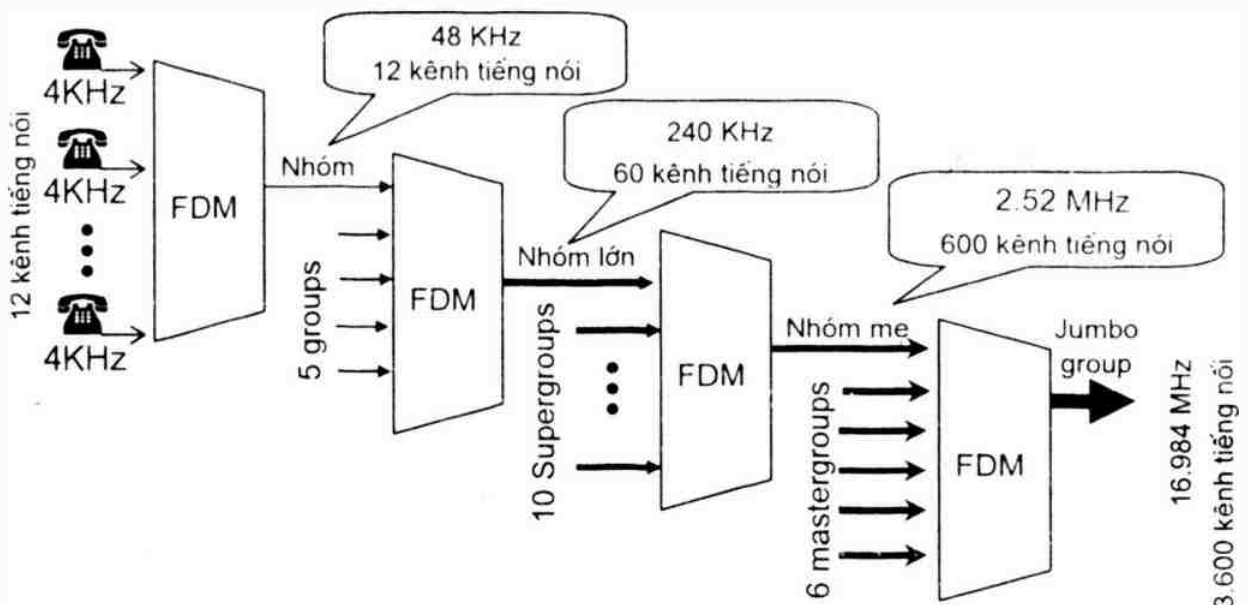 4KHz
4KHz
4KHz
12 kênh tiếng nói
FDM
48 KHz
12 kênh tiếng nói
Nhóm
5 groups
FDM
240 KHz
60 kênh tiếng nói
Nhóm lớn
10 Supergroups
FDM
2.52 MHz
600 kênh tiếng nói
Nhóm mẹ
6 mastergroups
FDM
Jumbo
group
16.984 MHz
3.600 kênh tiếng nói